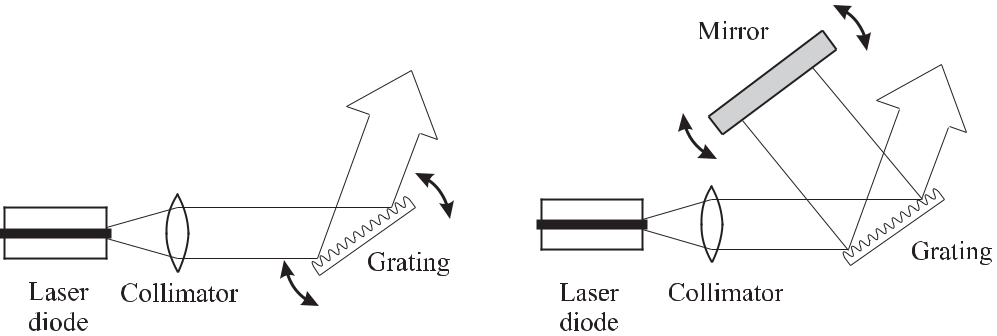 Laser
diode
Collimator
Grating
Mirror
Laser
diode
Collimator
Grating